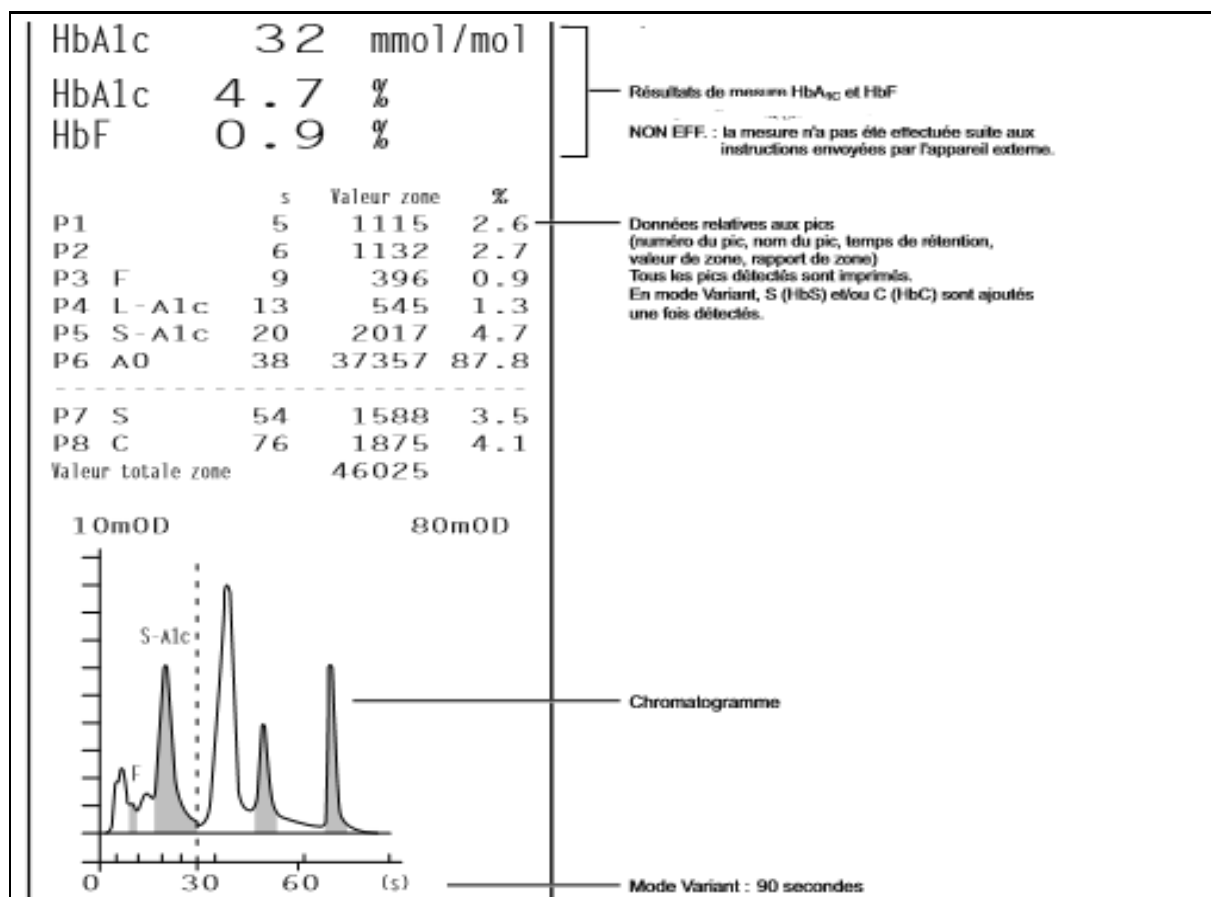 HbA1c 32 mmol/mol
HbA1c 4.7 %
HbF 0.9 %
Résultats de mesure HbA1C et HbF
NON EFF. : la mesure n'a pas été effectuée suite aux
instructions envoyées par l'appareil externe.
s Valeur zone %
P1 5 1115 2.6
P2 6 1132 2.7
P3 F 9 396 0.9
P4 L-A1c 13 545 1.3
P5 S-A1c 20 2017 4.7
P6 A0 38 37357 87.8
P7 S 54 1588 3.5
P8 C 76 1875 4.1
Valeur totale zone 46025
Données relatives aux pics
(numéro du pic, nom du pic, temps de rétention,
valeur de zone, rapport de zone)
Tous les pics détectés sont imprimés.
En mode Variant, S (HbS) et/ou C (HbC) sont ajoutés
une fois détectés.
10mOD 80mOD
S-A1c
F
Chromatogramme
0 30 60 (s)
Mode Variant : 90 secondes